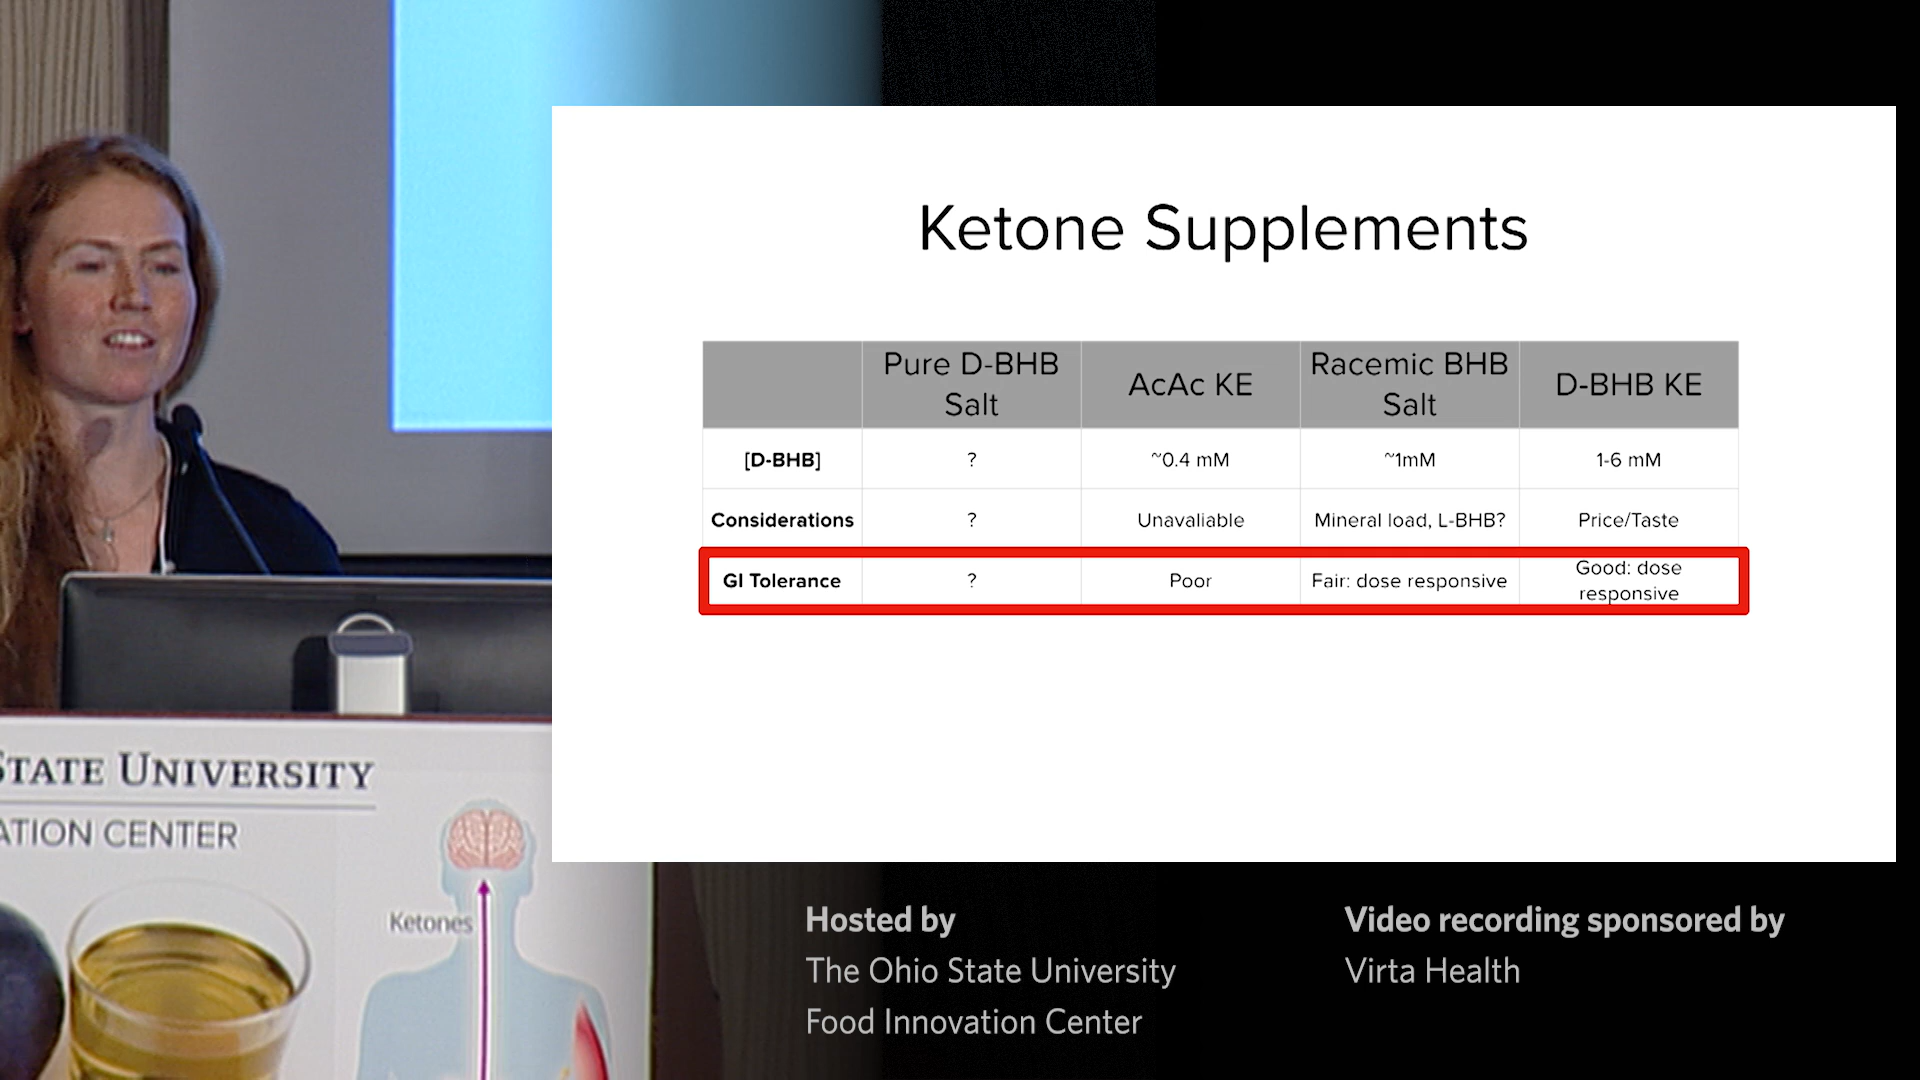 Ketone Supplements
Pure D-BHB
Salt
AcAc KE
Racemic BHB
Salt
D-BHB KE
[D-BHB]
?
~0.4 mM
~1mM
1-6 mM
Considerations
?
Unavaliable
Mineral load, L-BHB?
Price/Taste
GI Tolerance
?
Poor
Fair: dose responsive
Good: dose
responsive
STATE UNIVERSITY
ATION CENTER
Ketones
Hosted by
The Ohio State University
Food Innovation Center
Video recording sponsored by
Virta Health